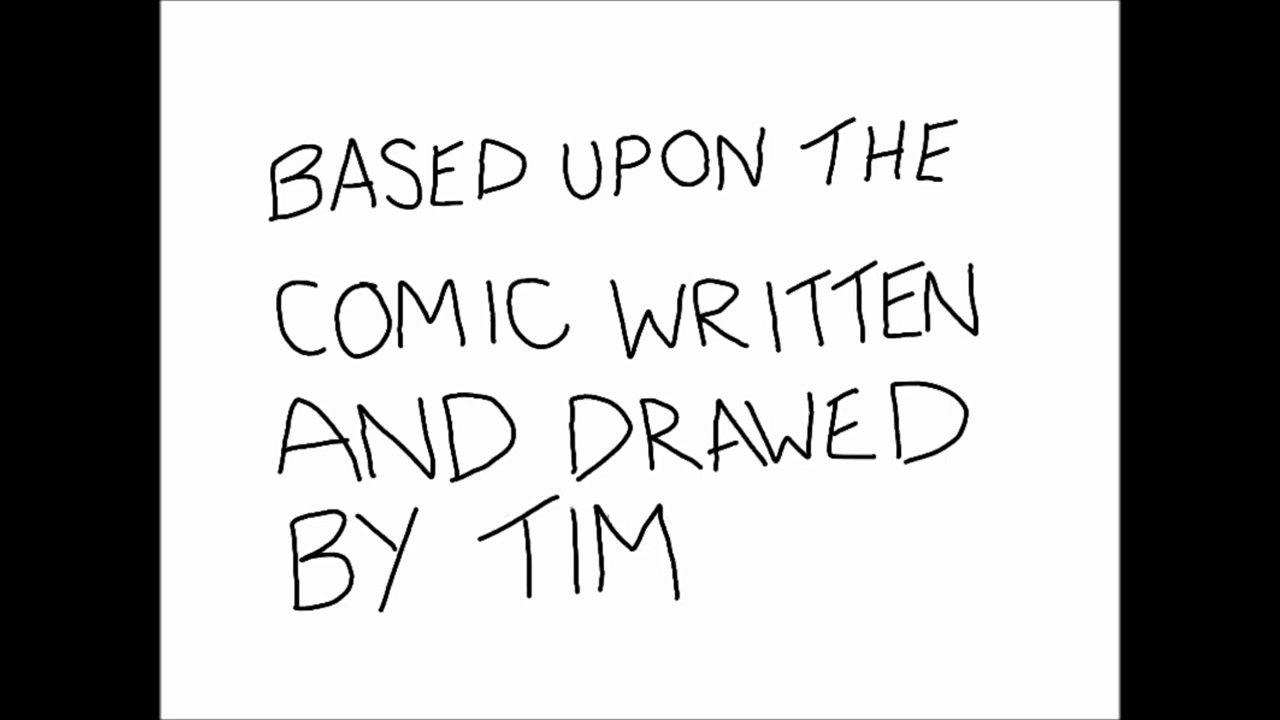 BASED UPON THE
COMIC WRITTEN
AND DRAWED
BY TIM